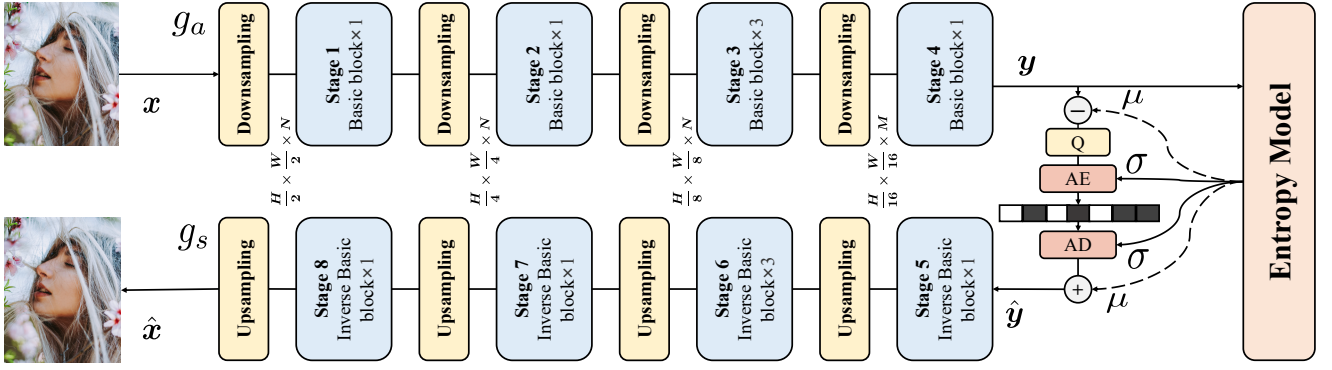 g_a
x
Downsampling
Stage 1
Basic block×1
Downsampling
Stage 2
Basic block×1
Downsampling
Stage 3
Basic block×3
Downsampling
Stage 4
Basic block×1
y
H/2 × W/2 × N
H/4 × W/4 × N
H/8 × W/8 × N
H/16 × W/16 × M
−
μ
Q
AE
σ
AD
σ
+
μ
Entropy Model
g_s
x̂
Upsampling
Stage 8
Inverse Basic
block×1
Upsampling
Stage 7
Inverse Basic
block×1
Upsampling
Stage 6
Inverse Basic
block×3
Upsampling
Stage 5
Inverse Basic
block×1
ŷ